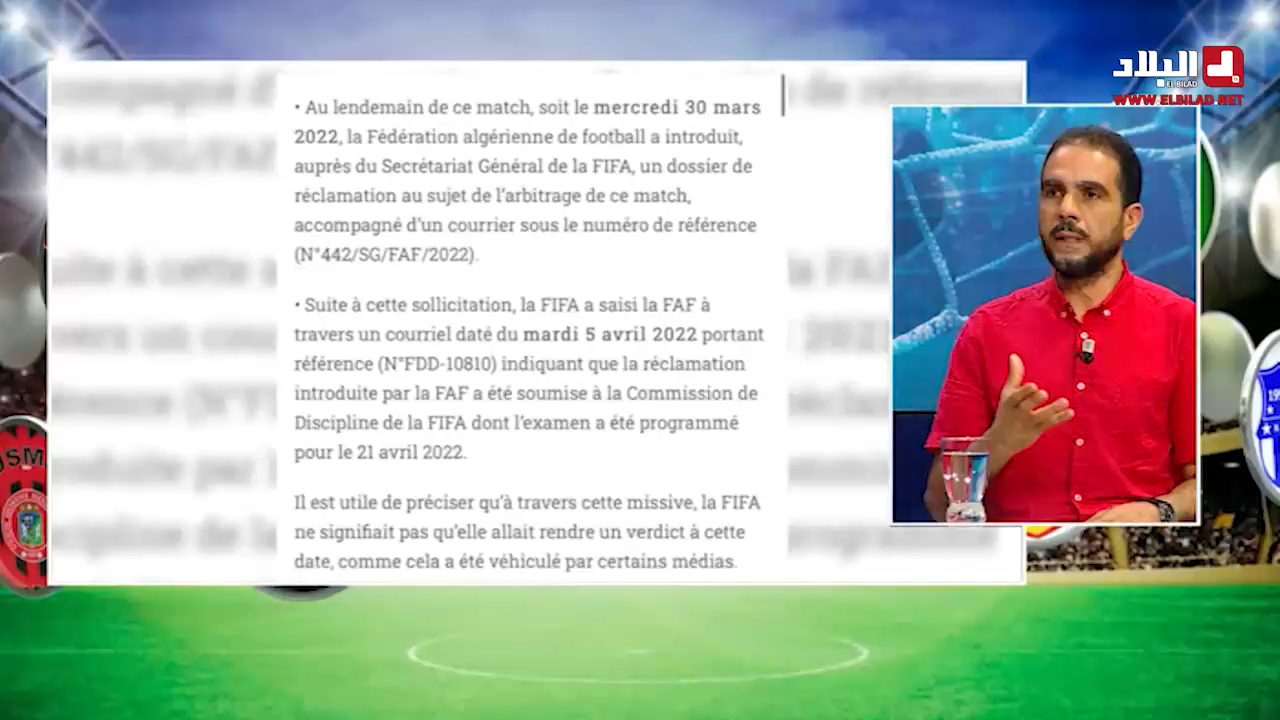 • Au lendemain de ce match, soit le mercredi 30 mars
2022, la Fédération algérienne de football a introduit,
auprès du Secrétariat Général de la FIFA, un dossier de
réclamation au sujet de l'arbitrage de ce match,
accompagné d'un courrier sous le numéro de référence
(N°442/SG/FAF/2022).
• Suite à cette sollicitation, la FIFA a saisi la FAF à
travers un courriel daté du mardi 5 avril 2022 portant
référence (N°FDD-10810) indiquant que la réclamation
introduite par la FAF a été soumise à la Commission de
Discipline de la FIFA dont l'examen a été programmé
pour le 21 avril 2022.
Il est utile de préciser qu'à travers cette missive, la FIFA
ne signifiait pas qu'elle allait rendre un verdict à cette
date, comme cela a été véhiculé par certains médias.
البلاد
EL BILAD
WWW.ELBILAD.NET
USM